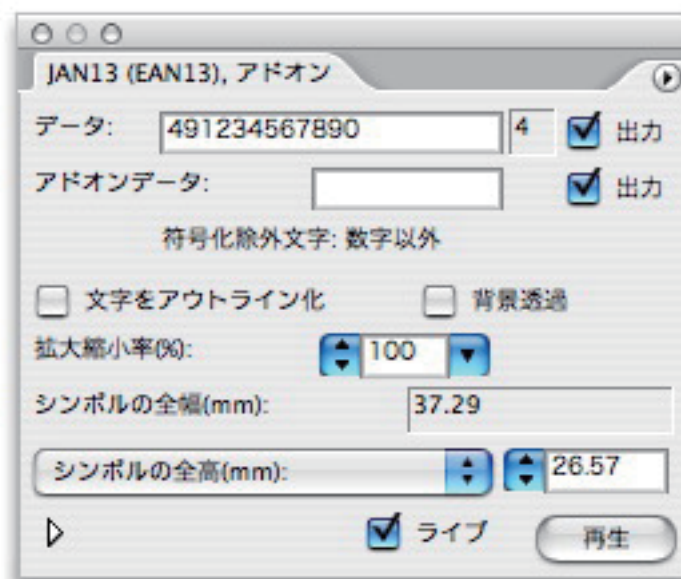 JAN13 (EAN13), アドオン
データ: 491234567890 4 出力
アドオンデータ: 出力
符号化除外文字: 数字以外
文字をアウトライン化 背景透過
拡大縮小率(%): 100
シンボルの全幅(mm): 37.29
シンボルの全高(mm): 26.57
ライブ 再生